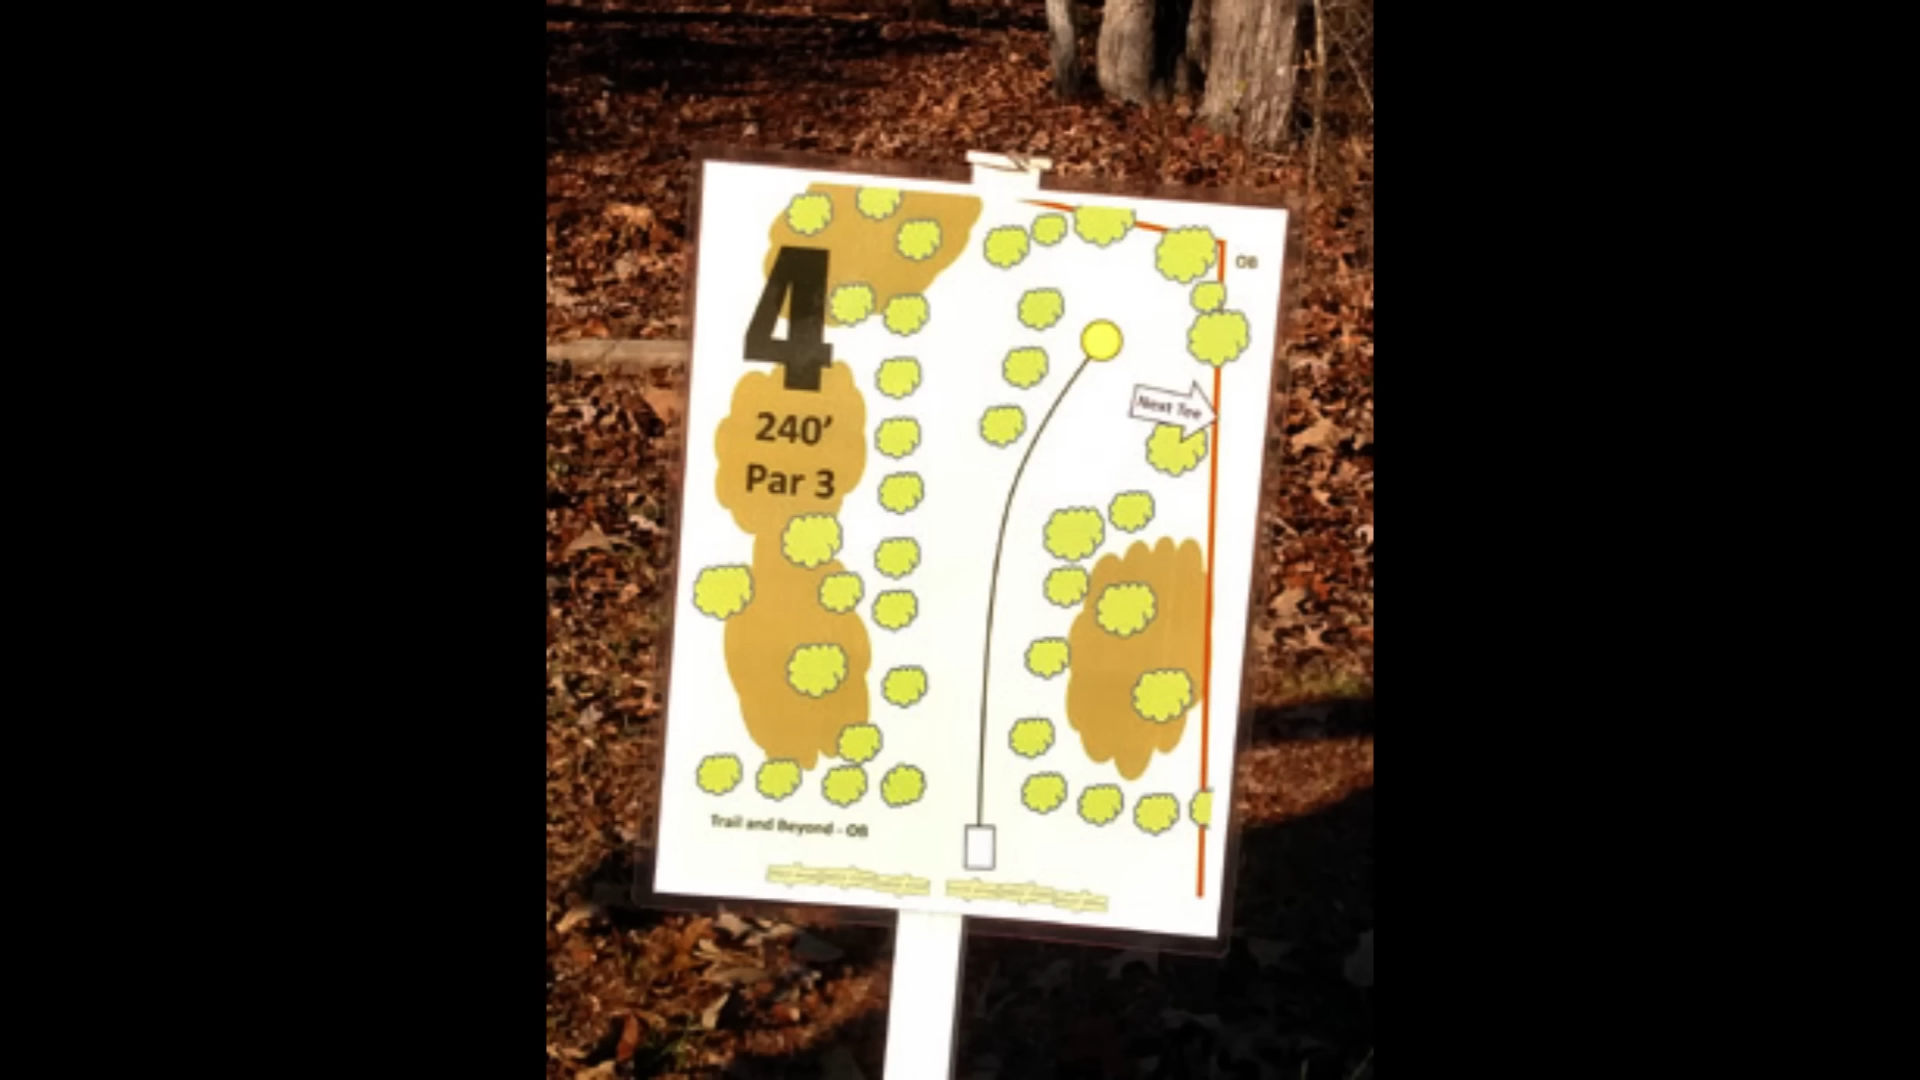 4
OB
Next Tee
240’
Par 3
Trail and Beyond - OB